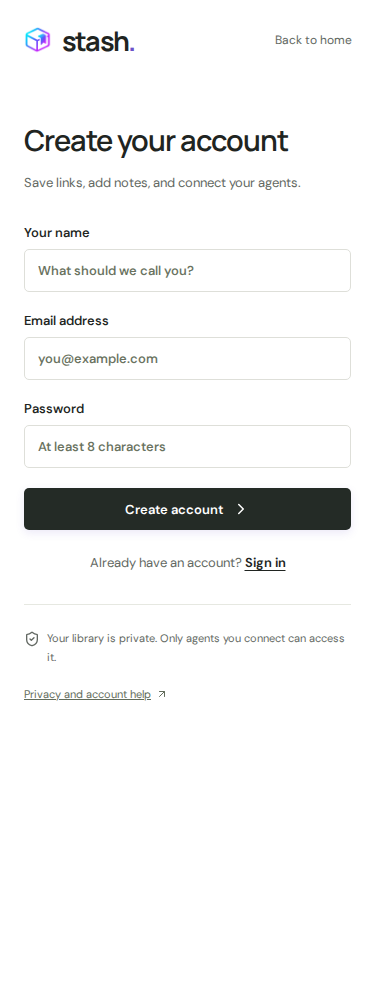 stash.
Back to home
Create your account
Save links, add notes, and connect your agents.
Your name
What should we call you?
Email address
you@example.com
Password
At least 8 characters
Create account
Already have an account? Sign in
Your library is private. Only agents you connect can access
it.
Privacy and account help